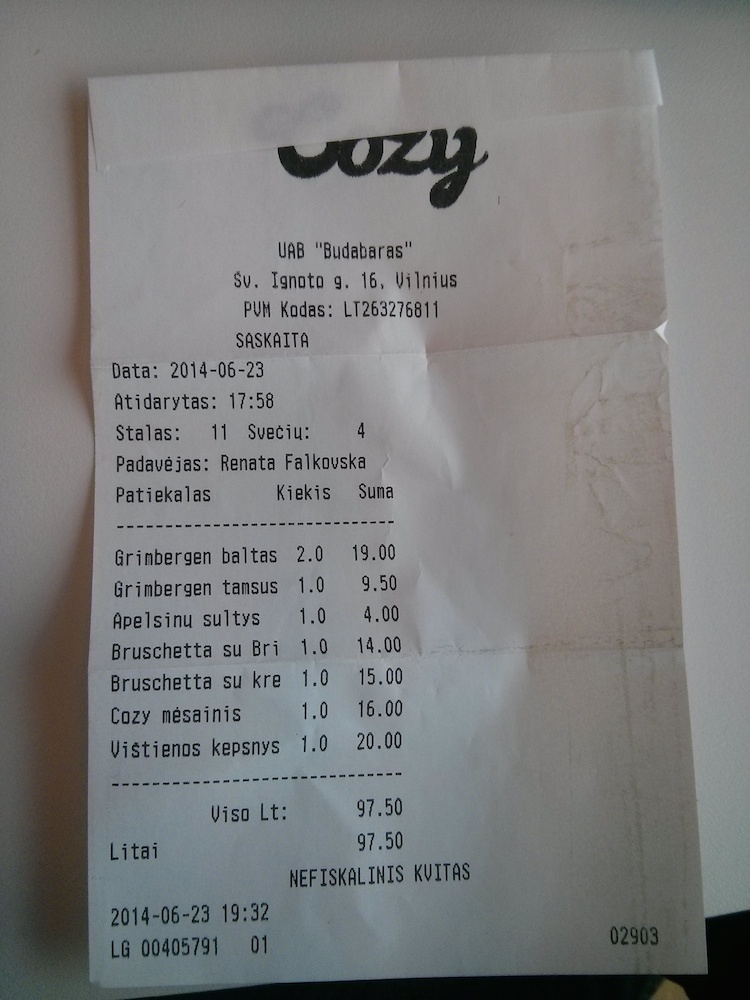 Cozy
UAB "Budabaras"
Šv. Ignoto g. 16, Vilnius
PVM Kodas: LT263276811
SĄSKAITA
Data: 2014-06-23
Atidarytas: 17:58
Stalas: 11 Svečių: 4
Padavėjas: Renata Falkovska
Patiekalas Kiekis Suma
-----------------------------
Grimbergen baltas 2.0 19.00
Grimbergen tamsus 1.0 9.50
Apelsinų sultys 1.0 4.00
Bruschetta su Bri 1.0 14.00
Bruschetta su kre 1.0 15.00
Cozy mėsainis 1.0 16.00
Vištienos kepsnys 1.0 20.00
------------------------------
Viso Lt: 97.50
Litai 97.50
NEFISKALINIS KVITAS
2014-06-23 19:32
LG 00405791 01
02903